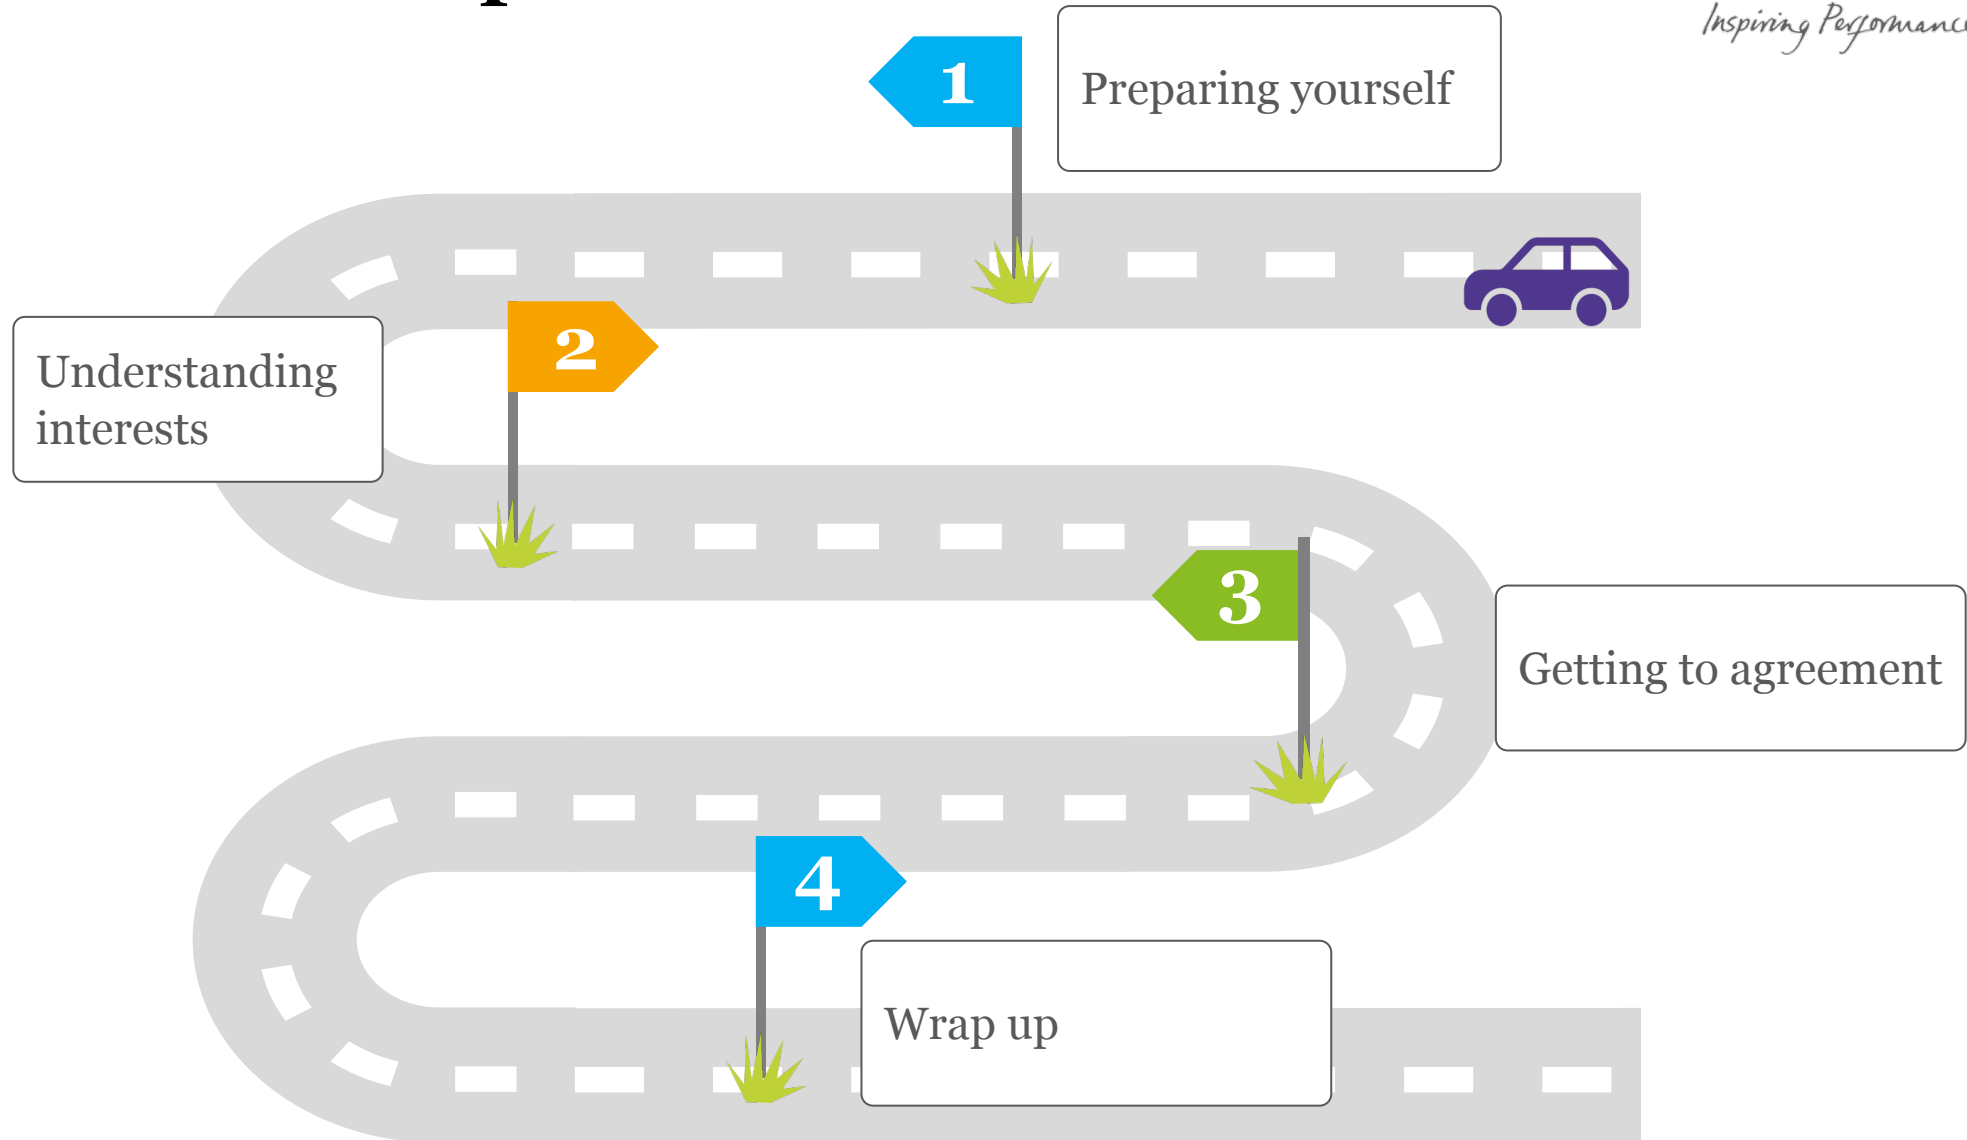 Inspiring Performance
1
Preparing yourself
2
Understanding
interests
3
Getting to agreement
4
Wrap up